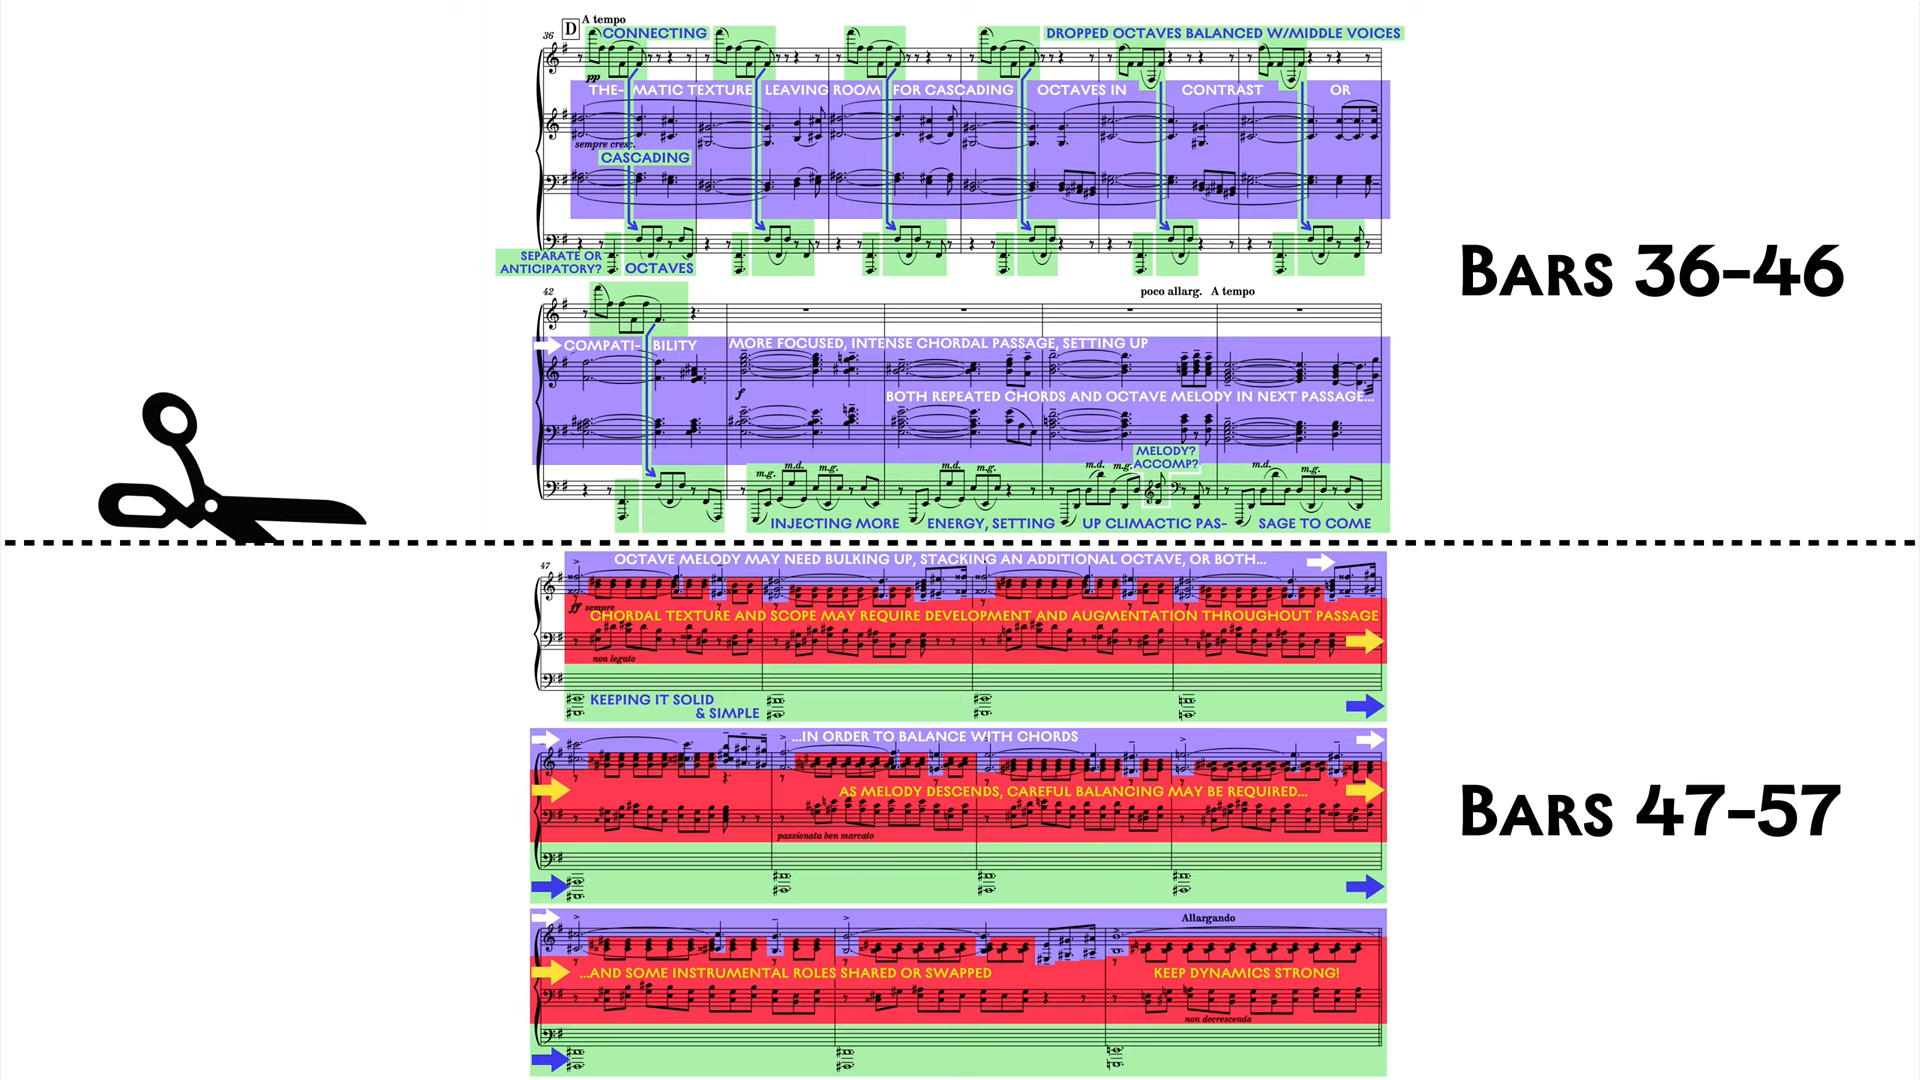 D A tempo
36
CONNECTING
DROPPED OCTAVES BALANCED W/MIDDLE VOICES
pp
THE- MATIC TEXTURE LEAVING ROOM FOR CASCADING OCTAVES IN CONTRAST OR
sempre cresc.
CASCADING
SEPARATE OR
ANTICIPATORY?
OCTAVES
Bars 36-46
42
poco allarg. A tempo
COMPATI- BILITY
MORE FOCUSED, INTENSE CHORDAL PASSAGE, SETTING UP
f
BOTH REPEATED CHORDS AND OCTAVE MELODY IN NEXT PASSAGE...
MELODY?
ACCOMP?
m.g. m.d. m.g. m.d. m.g. m.d. m.g. m.d. m.g.
INJECTING MORE ENERGY, SETTING UP CLIMACTIC PAS- SAGE TO COME
47
OCTAVE MELODY MAY NEED BULKING UP, STACKING AN ADDITIONAL OCTAVE, OR BOTH...
ff sempre
CHORDAL TEXTURE AND SCOPE MAY REQUIRE DEVELOPMENT AND AUGMENTATION THROUGHOUT PASSAGE
non legato
KEEPING IT SOLID
& SIMPLE
...IN ORDER TO BALANCE WITH CHORDS
AS MELODY DESCENDS, CAREFUL BALANCING MAY BE REQUIRED...
passionata ben marcato
Bars 47-57
Allargando
...AND SOME INSTRUMENTAL ROLES SHARED OR SWAPPED
KEEP DYNAMICS STRONG!
non decrescendo